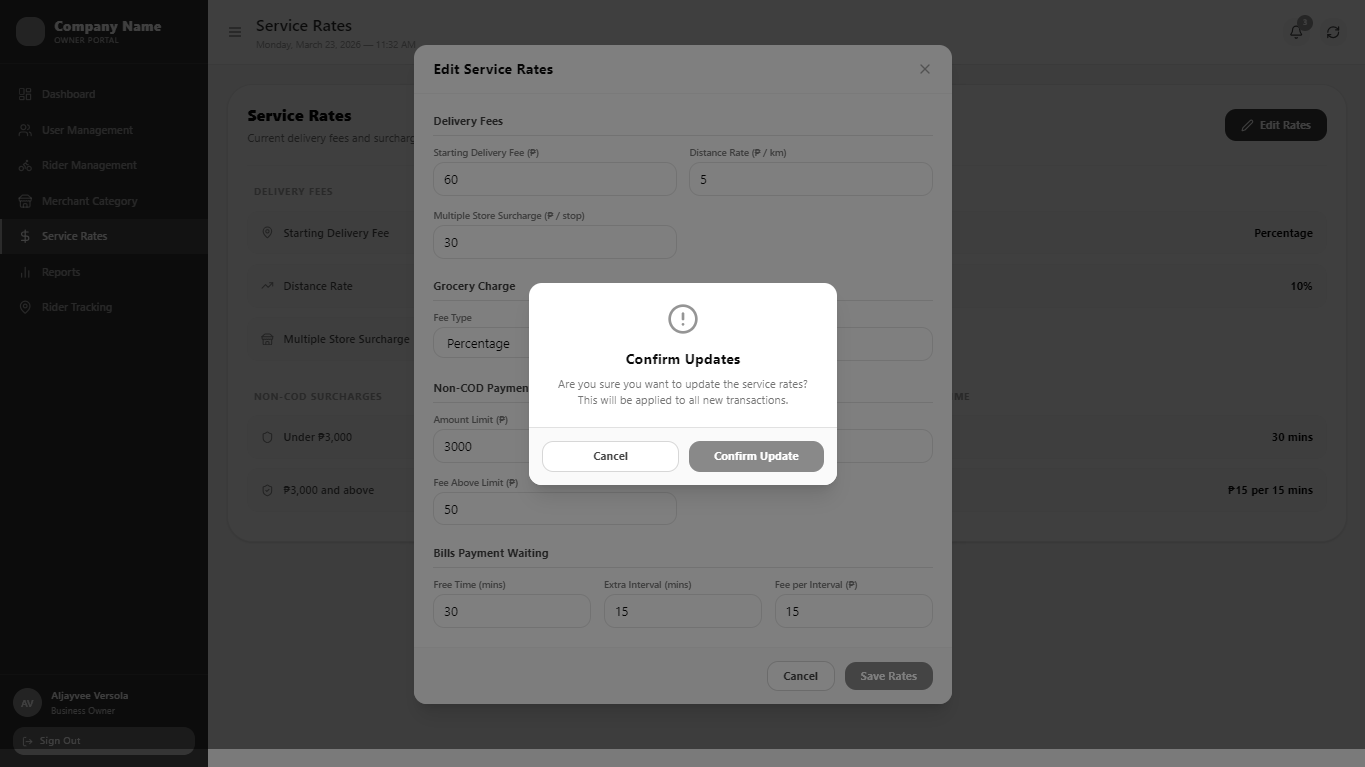 Company Name
OWNER PORTAL
Dashboard
User Management
Rider Management
Merchant Category
Service Rates
Reports
Rider Tracking
AV
Aljayvee Versola
Business Owner
Sign Out
Service Rates
Monday, March 23, 2026 — 11:32 AM
3
Service Rates
Current delivery fees and surcharg
Edit Rates
DELIVERY FEES
Starting Delivery Fee
Percentage
Distance Rate
10%
Multiple Store Surcharge
NON-COD SURCHARGES
Under ₱3,000
30 mins
₱3,000 and above
₱15 per 15 mins
Edit Service Rates
Delivery Fees
Starting Delivery Fee (₱)
Distance Rate (₱ / km)
60
5
Multiple Store Surcharge (₱ / stop)
30
Grocery Charge
Fee Type
Percentage
Non-COD Paymen
Amount Limit (₱)
3000
Fee Above Limit (₱)
50
Bills Payment Waiting
Free Time (mins)
Extra Interval (mins)
Fee per Interval (₱)
30
15
15
Cancel
Save Rates
Confirm Updates
Are you sure you want to update the service rates?
This will be applied to all new transactions.
Cancel
Confirm Update